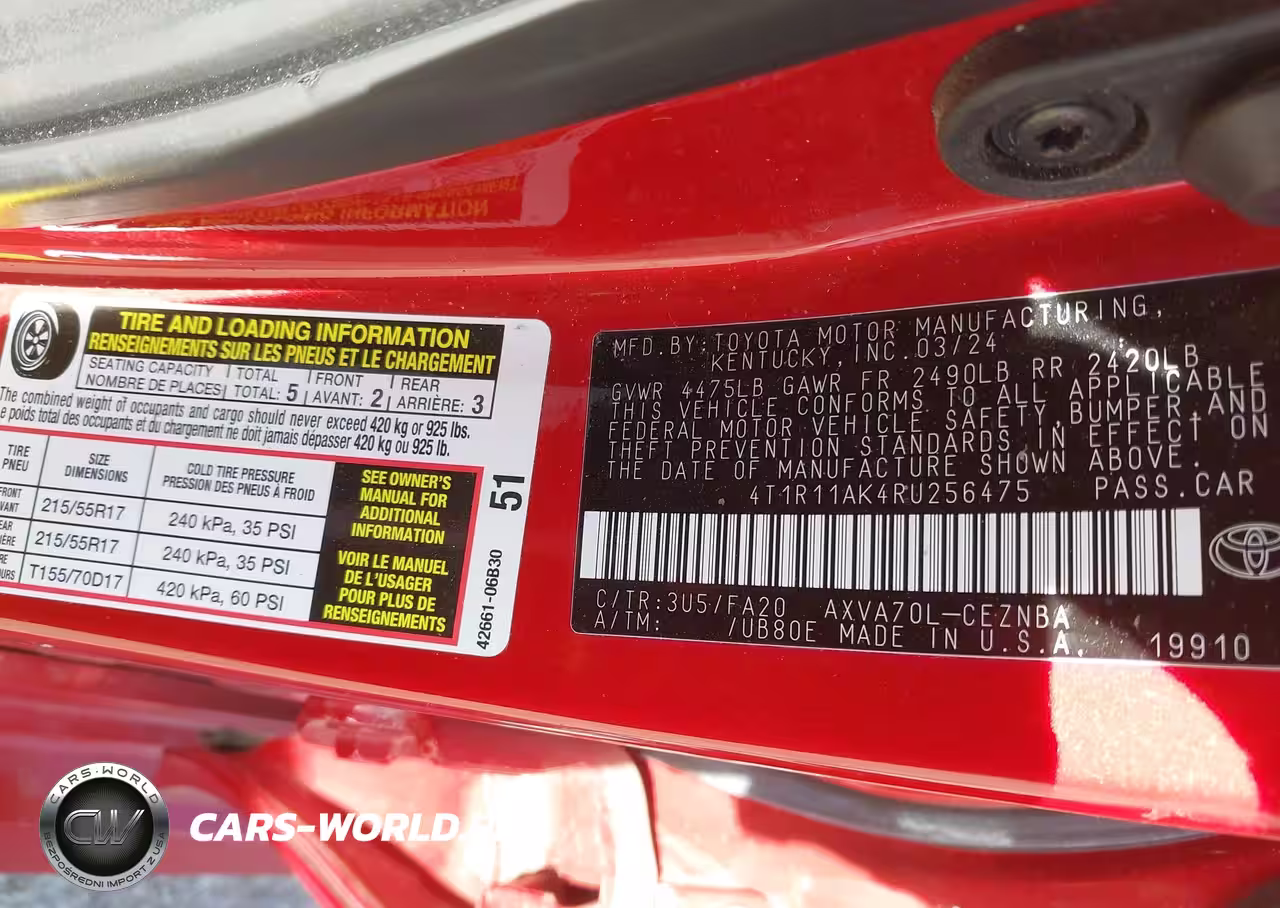 TIRE AND LOADING INFORMATION
RENSEIGNEMENTS SUR LES PNEUS ET LE CHARGEMENT
SEATING CAPACITY TOTAL FRONT REAR
NOMBRE DE PLACES TOTAL: 5 AVANT: 2 ARRIÈRE: 3
The combined weight of occupants and cargo should never exceed 420 kg or 925 lbs.
e poids total des occupants et du chargement ne doit jamais dépasser 420 kg ou 925 lb.
TIRE SIZE COLD TIRE PRESSURE
PNEU DIMENSIONS PRESSION DES PNEUS À FROID
215/55R17 240 kPa, 35 PSI
215/55R17 240 kPa, 35 PSI
T155/70D17 420 kPa, 60 PSI
SEE OWNER'S
MANUAL FOR
ADDITIONAL
INFORMATION
VOIR LE MANUEL
DE L'USAGER
POUR PLUS DE
RENSEIGNEMENTS
51
42661-06B30
MFD.BY:TOYOTA MOTOR MANUFACTURING,
KENTUCKY,INC.03/24
GVWR 4475LB GAWR FR 2490LB RR 2420LB
THIS VEHICLE CONFORMS TO ALL APPLICABLE
FEDERAL MOTOR VEHICLE SAFETY,BUMPER,AND
THEFT PREVENTION STANDARDS IN EFFECT ON
THE DATE OF MANUFACTURE SHOWN ABOVE.
4T1R11AK4RU256475 PASS.CAR
C/TR:3U5/FA20 AXVA70L-CEZNBA
A/TM: /UB80E MADE IN U.S.A.
19910
CARS-WORLD
CW
BEZPOŚREDNI IMPORT Z USA
CARS-WORLD